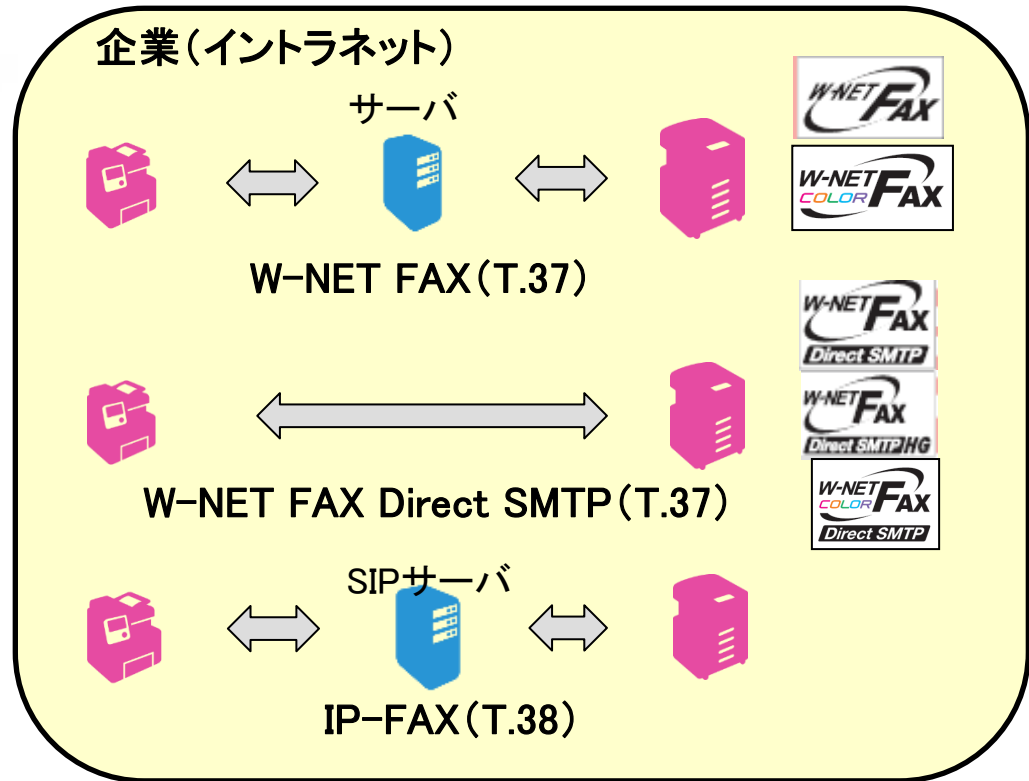 企業（イントラネット）
サーバ
W-NET FAX
W-NET FAX
COLOR
W-NET FAX（T.37）
W-NET FAX
Direct SMTP
W-NET FAX
Direct SMTP HG
W-NET FAX
COLOR
Direct SMTP
W-NET FAX Direct SMTP（T.37）
SIPサーバ
IP-FAX（T.38）